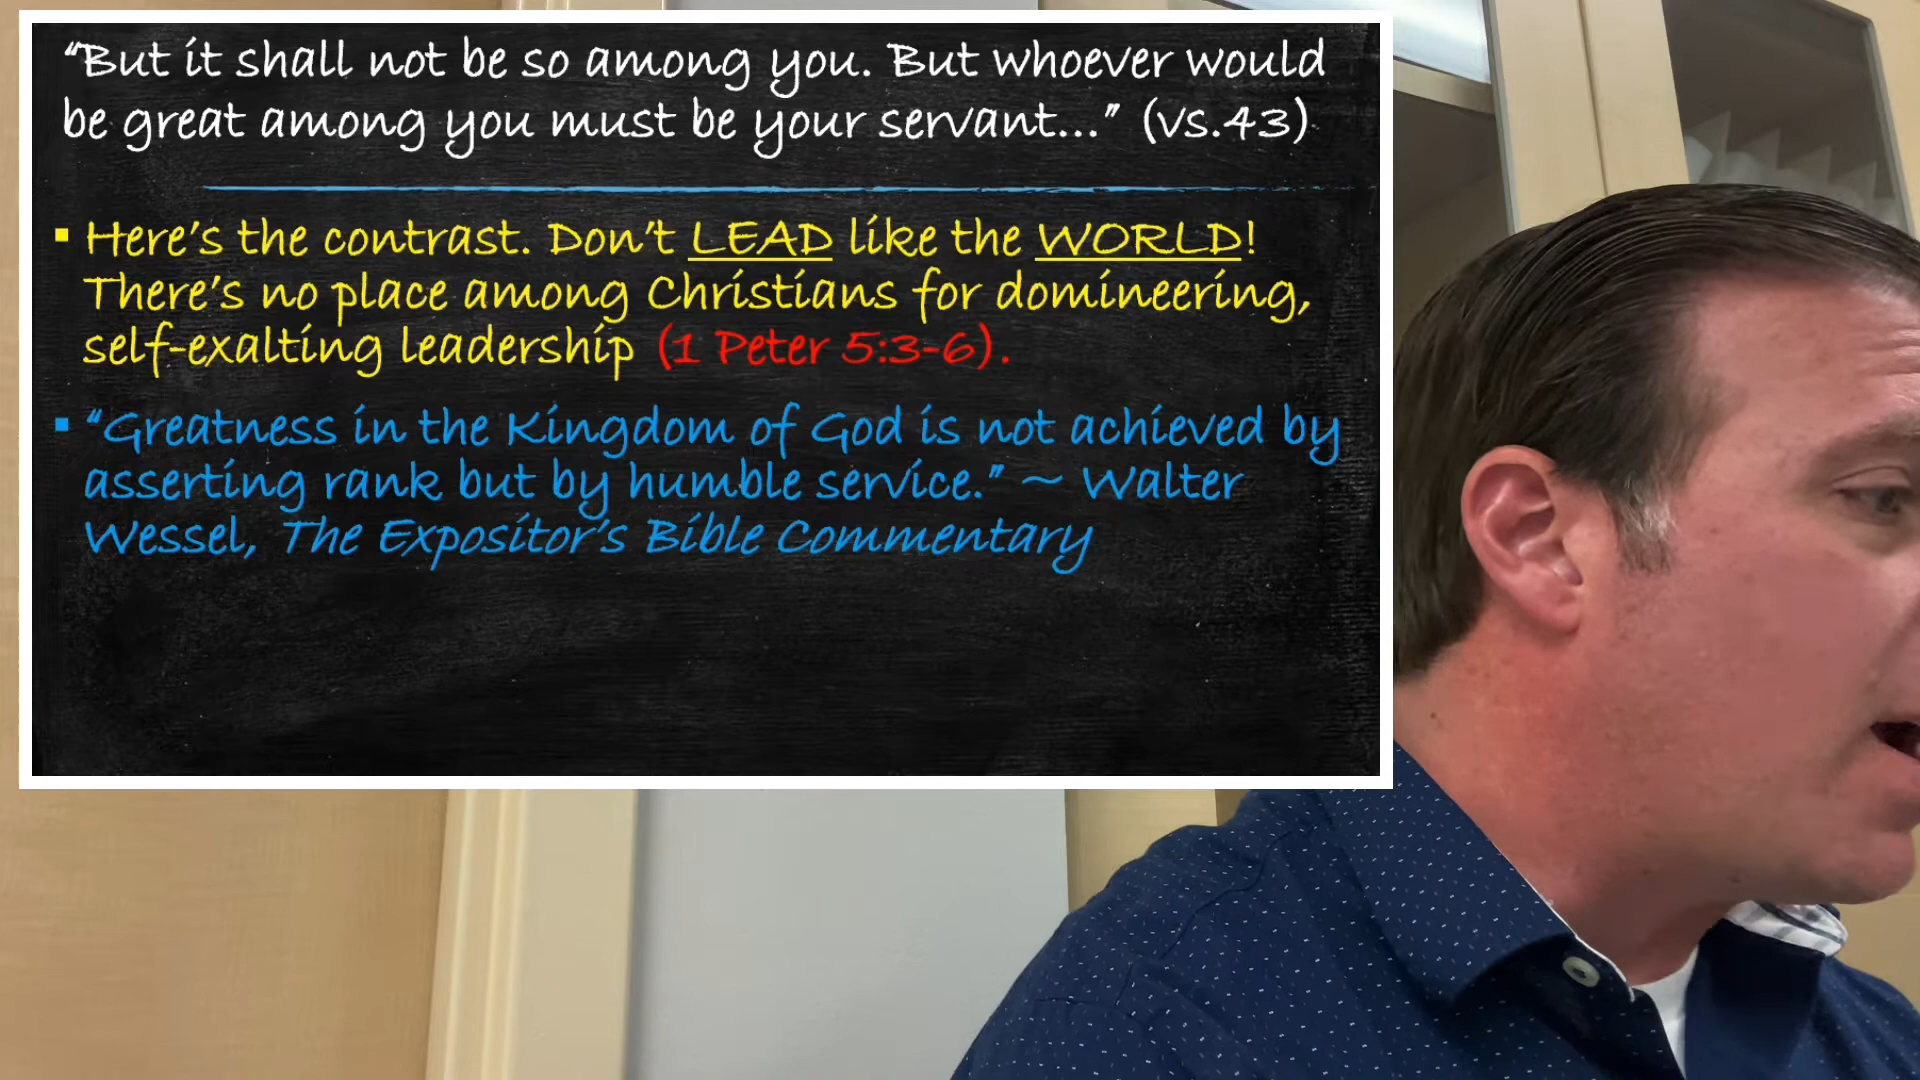 “But it shall not be so among you. But whoever would
be great among you must be your servant...” (vs.43)
▪ Here’s the contrast. Don’t LEAD like the WORLD!
There’s no place among Christians for domineering,
self-exalting leadership (1 Peter 5:3-6).
▪ “Greatness in the Kingdom of God is not achieved by
asserting rank but by humble service.” ~ Walter
Wessel, The Expositor’s Bible Commentary